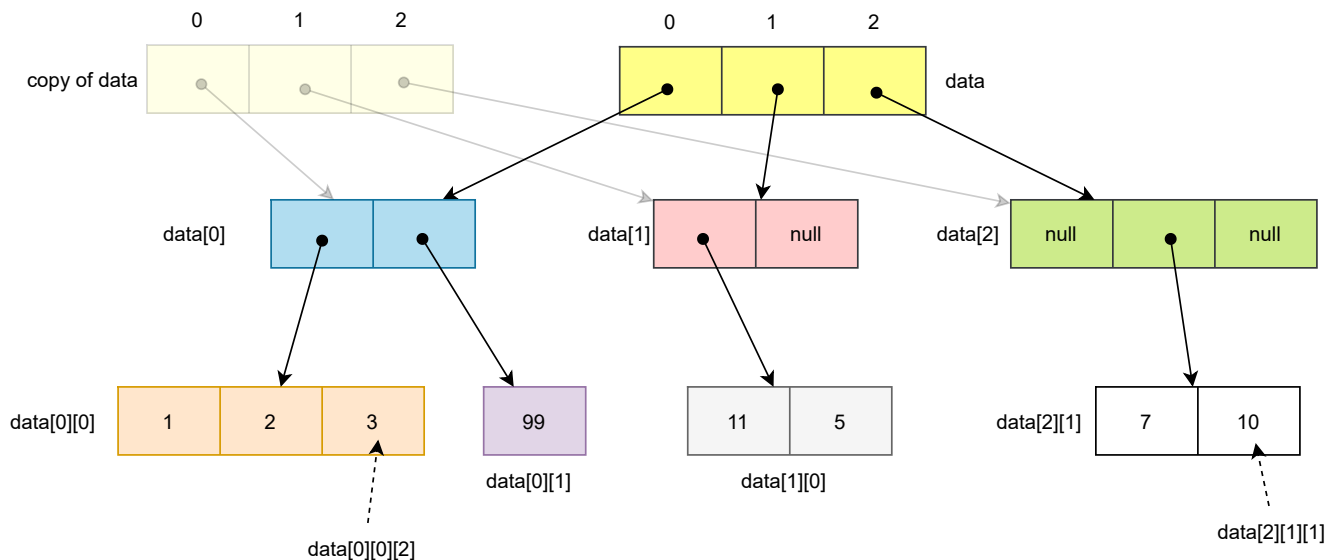 0 1 2
0 1 2
copy of data
data
data[0]
data[1]
null
data[2]
null
null
data[0][0]
1
2
3
99
11
5
data[2][1]
7
10
data[0][1]
data[1][0]
data[0][0][2]
data[2][1][1]